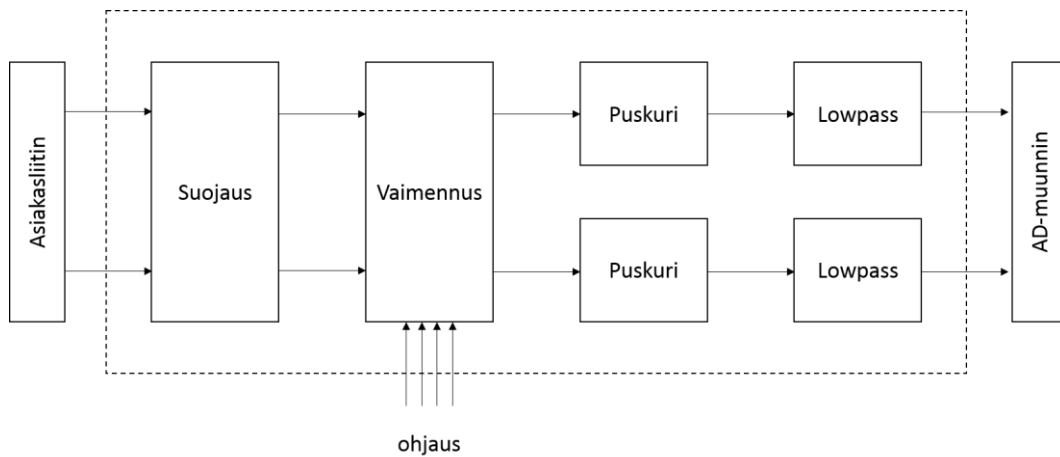 Asiakasliitin
Suojaus
Vaimennus
Puskuri
Lowpass
Puskuri
Lowpass
AD-muunnin
ohjaus